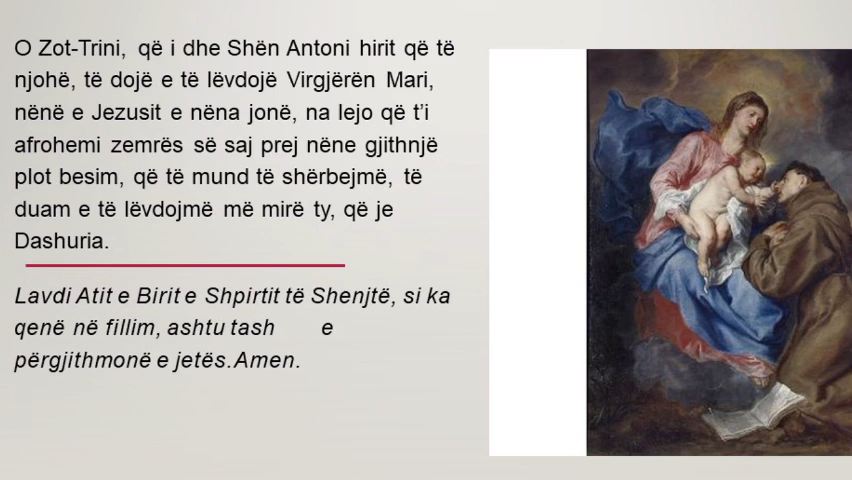 O Zot-Trini, që i dhe Shën Antoni hirit që të
njohë, të dojë e të lëvdojë Virgjërën Mari,
nënë e Jezusit e nëna jonë, na lejo që t’i
afrohemi zemrës së saj prej nëne gjithnjë
plot besim, që të mund të shërbejmë, të
duam e të lëvdojmë më mirë ty, që je
Dashuria.
Lavdi Atit e Birit e Shpirtit të Shenjtë, si ka
qenë në fillim, ashtu tash e
përgjithmonë e jetës.Amen.